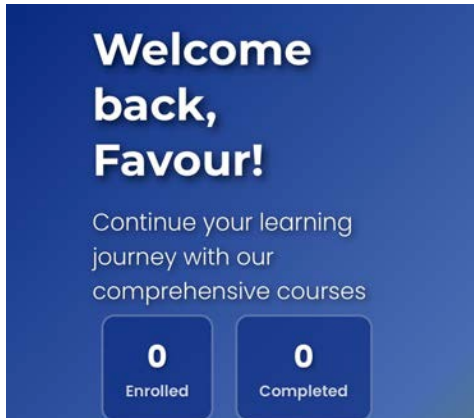 Welcome
back,
Favour!
Continue your learning
journey with our
comprehensive courses
0 0
Enrolled Completed